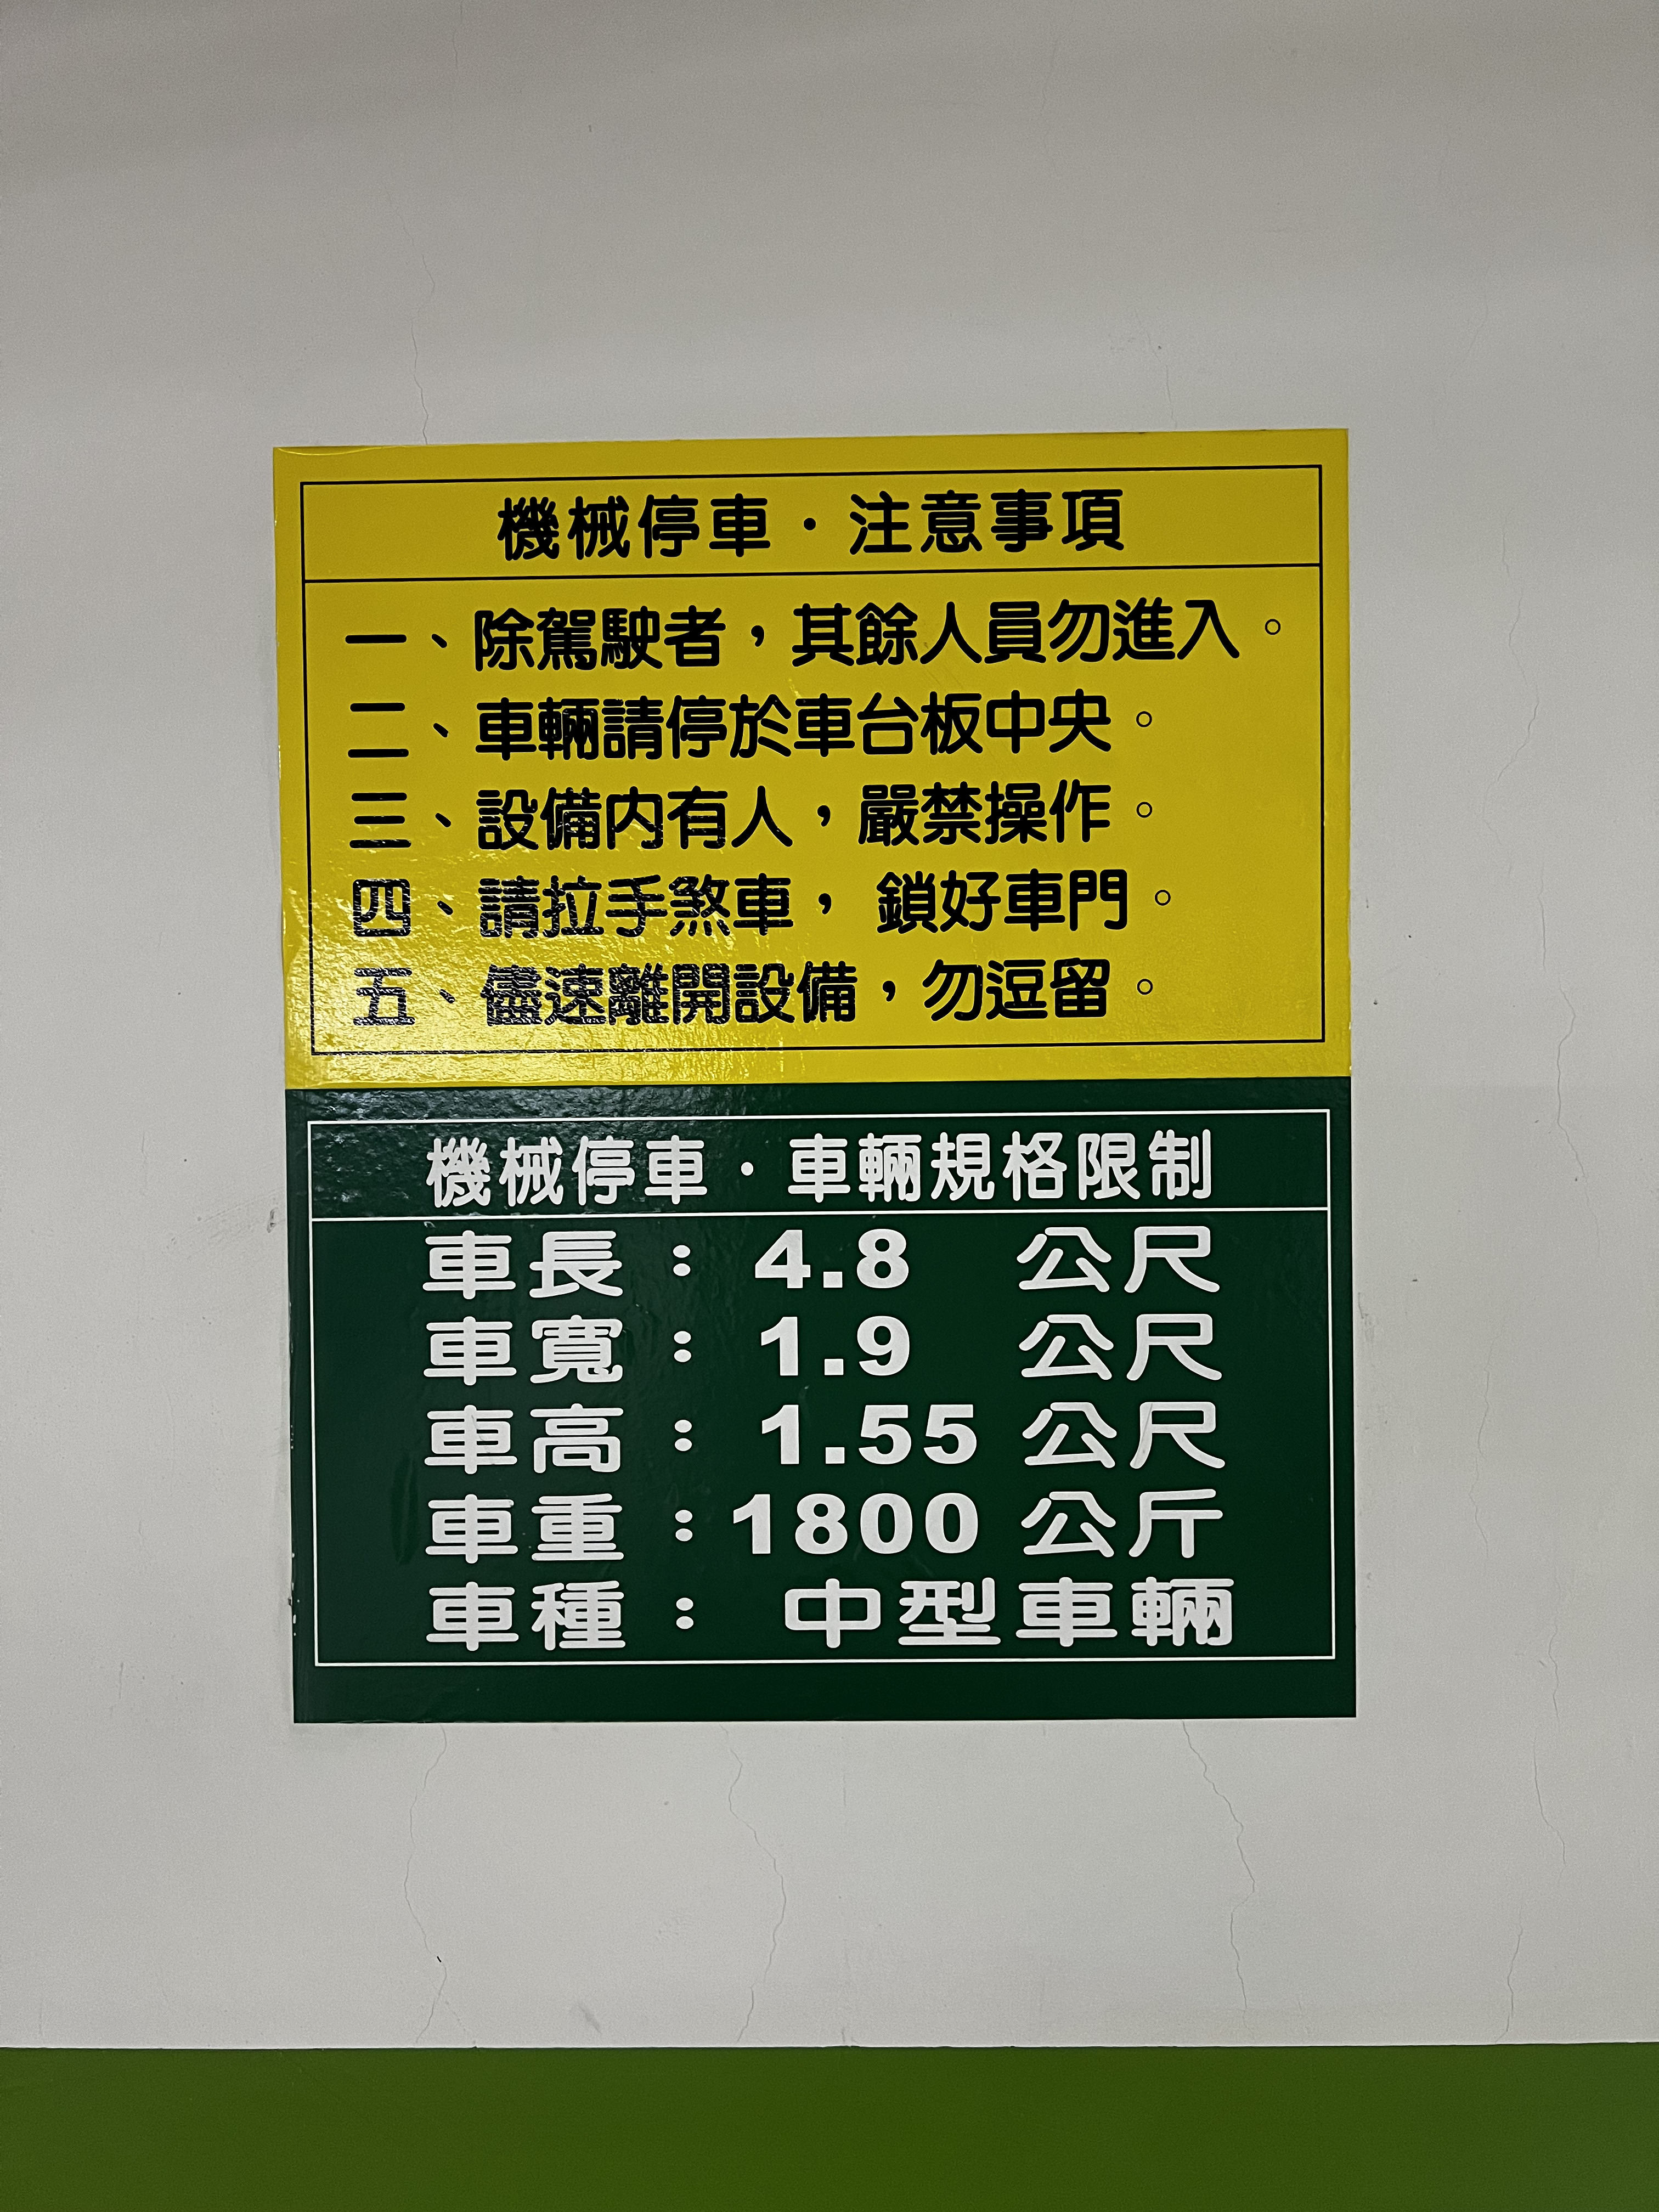 機械停車・注意事項
一、除駕駛者，其餘人員勿進入。
二、車輛請停於車台板中央。
三、設備内有人，嚴禁操作。
四、請拉手煞車， 鎖好車門。
五、儘速離開設備，勿逗留。
機械停車・車輛規格限制
車長：4.8 公尺
車寬：1.9 公尺
車高：1.55 公尺
車重：1800 公斤
車種：中型車輛